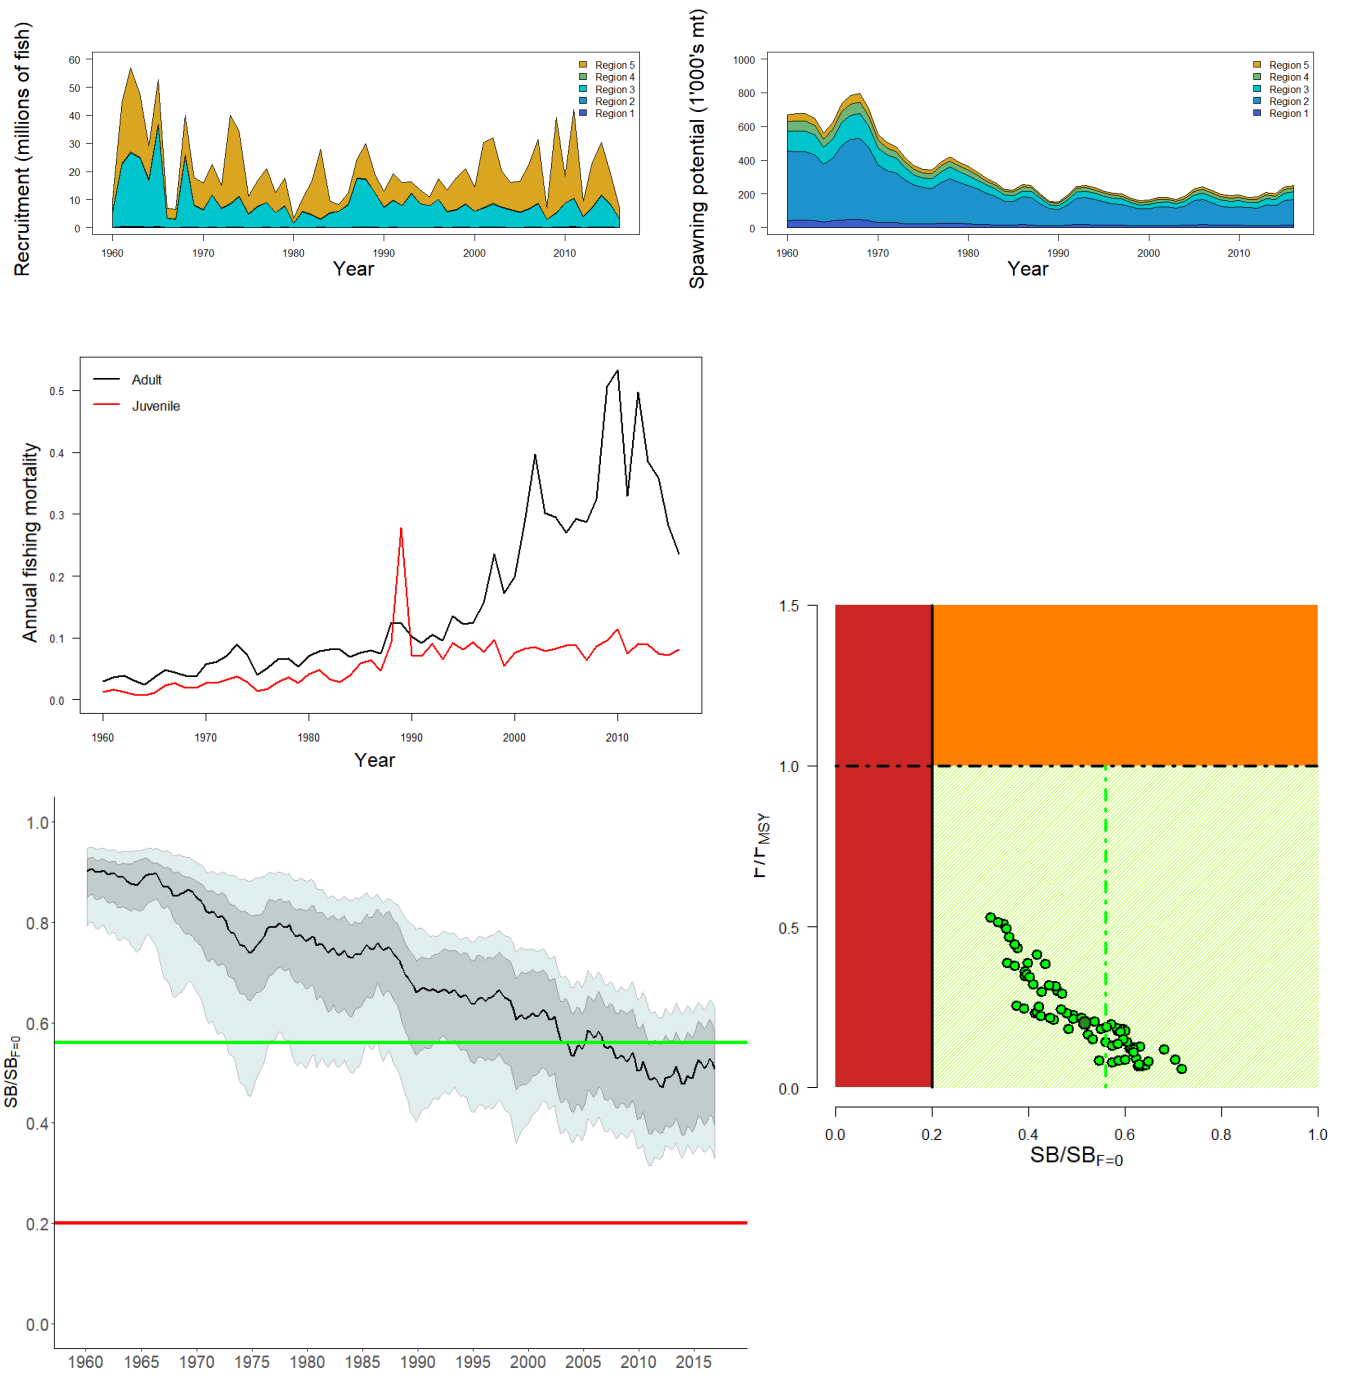 Recruitment (millions of fish)
60
50
40
30
20
10
0
Region 5
Region 4
Region 3
Region 2
Region 1
1960 1970 1980 1990 2000 2010
Year
Spawning potential (1'000's mt)
1000
800
600
400
200
0
Region 5
Region 4
Region 3
Region 2
Region 1
1960 1970 1980 1990 2000 2010
Year
Annual fishing mortality
Adult
Juvenile
0.5
0.4
0.3
0.2
0.1
0.0
1960 1970 1980 1990 2000 2010
Year
F/FMSY
1.5
1.0
0.5
0.0
0.0 0.2 0.4 0.6 0.8 1.0
SB/SBF=0
SB/SBF=0
1.0
0.8
0.6
0.4
0.2
0.0
1960 1965 1970 1975 1980 1985 1990 1995 2000 2005 2010 2015